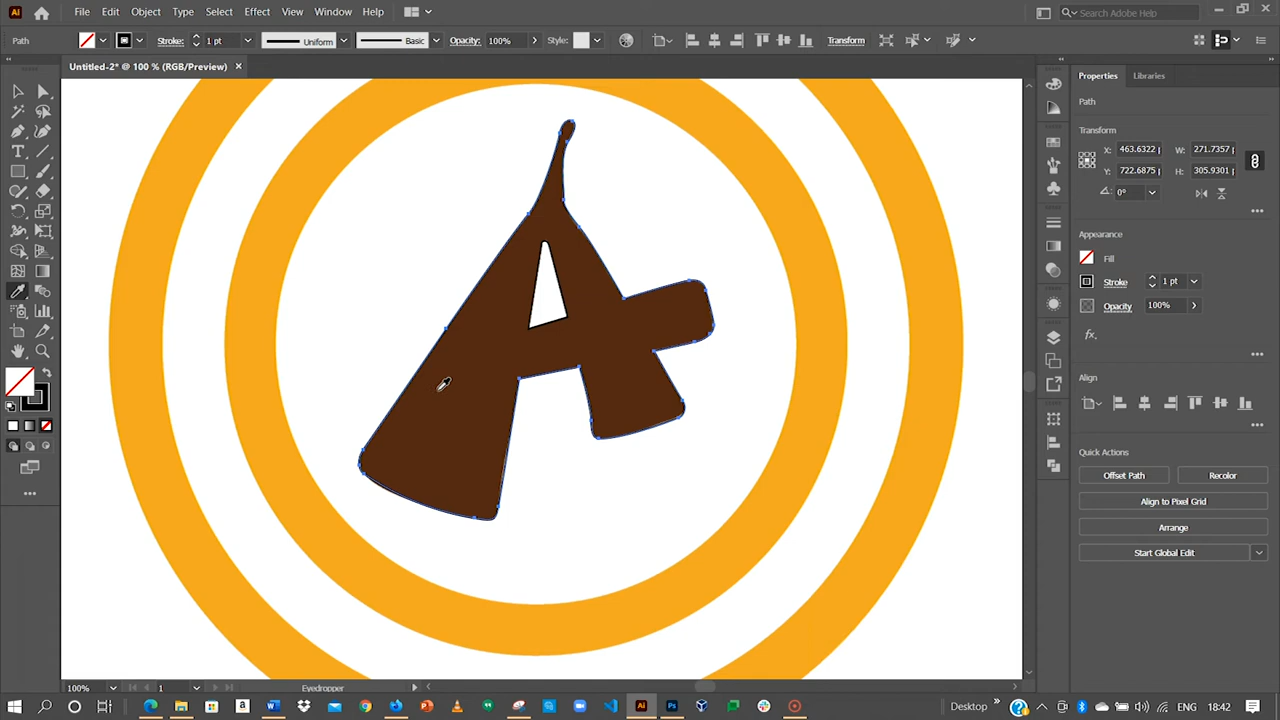 Ai File Edit Object Type Select Effect View Window Help Search Adobe Help
Path Stroke: 1 pt Uniform Basic Opacity: 100% Style: Transform
Untitled-2* @ 100 % (RGB/Preview)
A
Properties Libraries
Path
Transform
X: 463.6322 p W: 271.7357 p
Y: 722.6875 p H: 305.9301 p
0°
Appearance
Fill
Stroke 1 pt
Opacity 100%
fx.
Align
Quick Actions
Offset Path Recolor
Align to Pixel Grid
Arrange
Start Global Edit
100% 1 Eyedropper
Desktop ENG 18:42